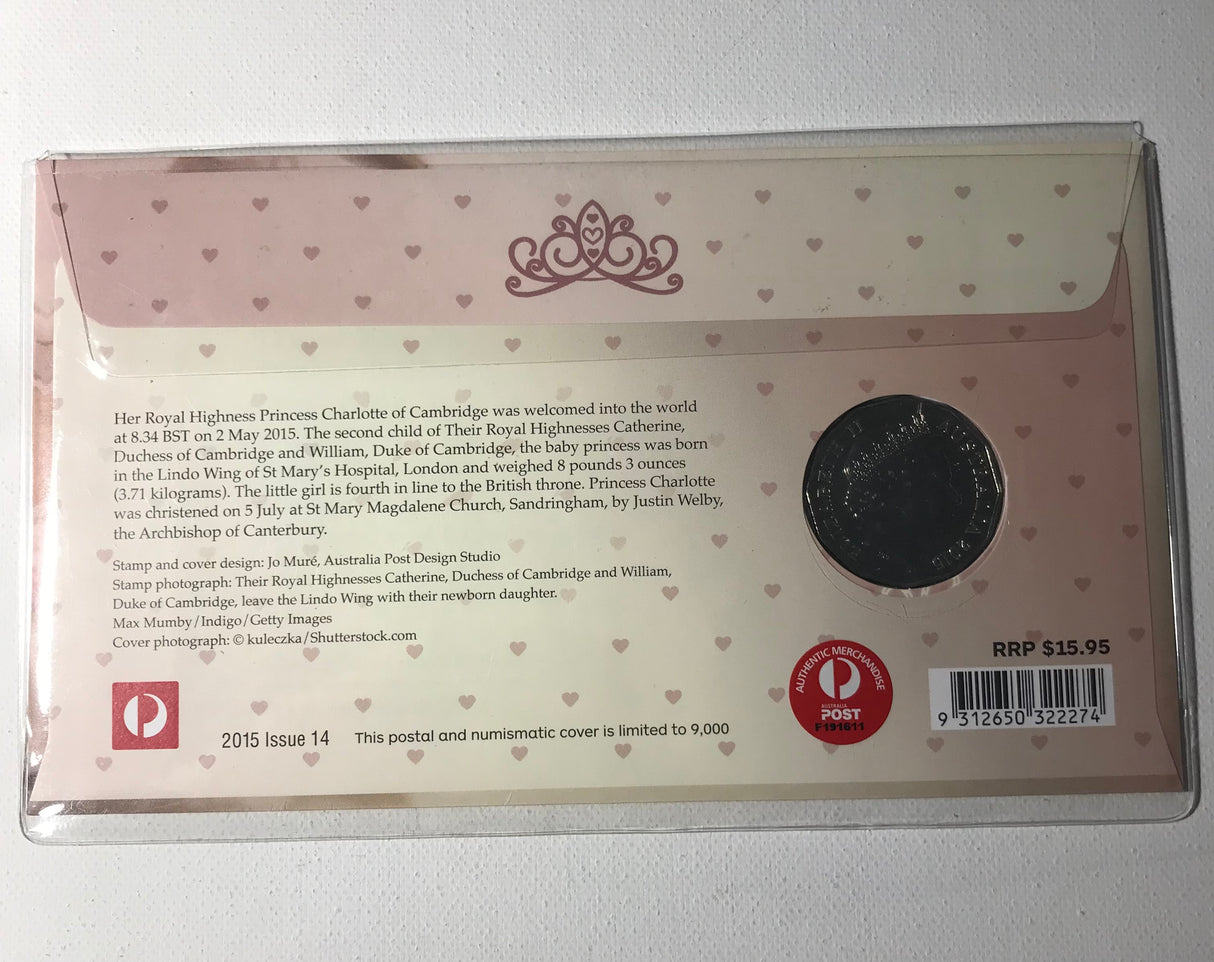 Her Royal Highness Princess Charlotte of Cambridge was welcomed into the world
at 8.34 BST on 2 May 2015. The second child of Their Royal Highnesses Catherine,
Duchess of Cambridge and William, Duke of Cambridge, the baby princess was born
in the Lindo Wing of St Mary's Hospital, London and weighed 8 pounds 3 ounces
(3.71 kilograms). The little girl is fourth in line to the British throne. Princess Charlotte
was christened on 5 July at St Mary Magdalene Church, Sandringham, by Justin Welby,
the Archbishop of Canterbury.
Stamp and cover design: Jo Muré, Australia Post Design Studio
Stamp photograph: Their Royal Highnesses Catherine, Duchess of Cambridge and William,
Duke of Cambridge, leave the Lindo Wing with their newborn daughter.
Max Mumby/Indigo/Getty Images
Cover photograph: © kuleczka/Shutterstock.com
ELIZABETH II AUSTRALIA 2015
RRP $15.95
AUTHENTIC MERCHANDISE
AUSTRALIA
POST
F191611
9 312650 322274
2015 Issue 14 This postal and numismatic cover is limited to 9,000